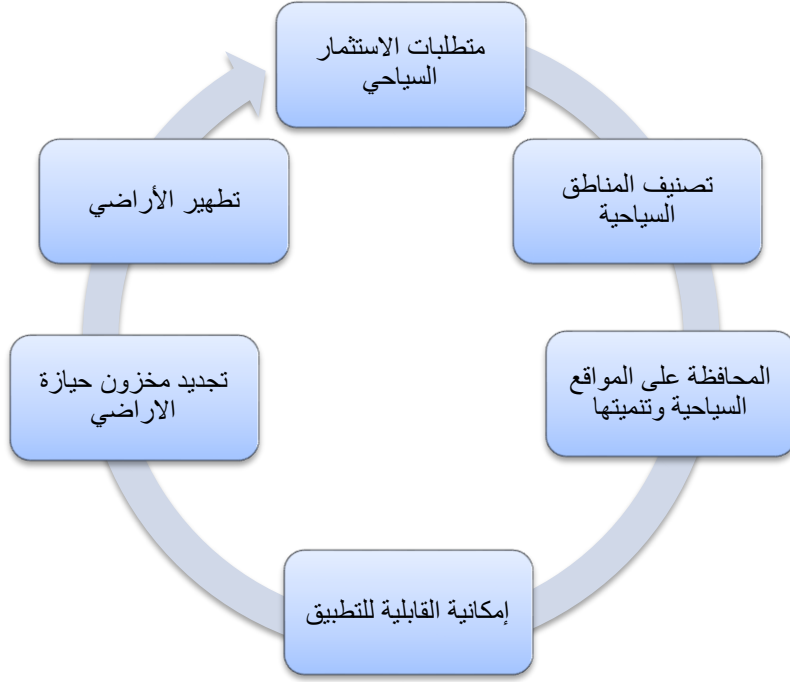 متطلبات الاستثمار
السياحي
تصنيف المناطق
السياحية
المحافظة على المواقع
السياحية وتنميتها
إمكانية القابلية للتطبيق
تجديد مخزون حيازة
الاراضي
تطهير الأراضي